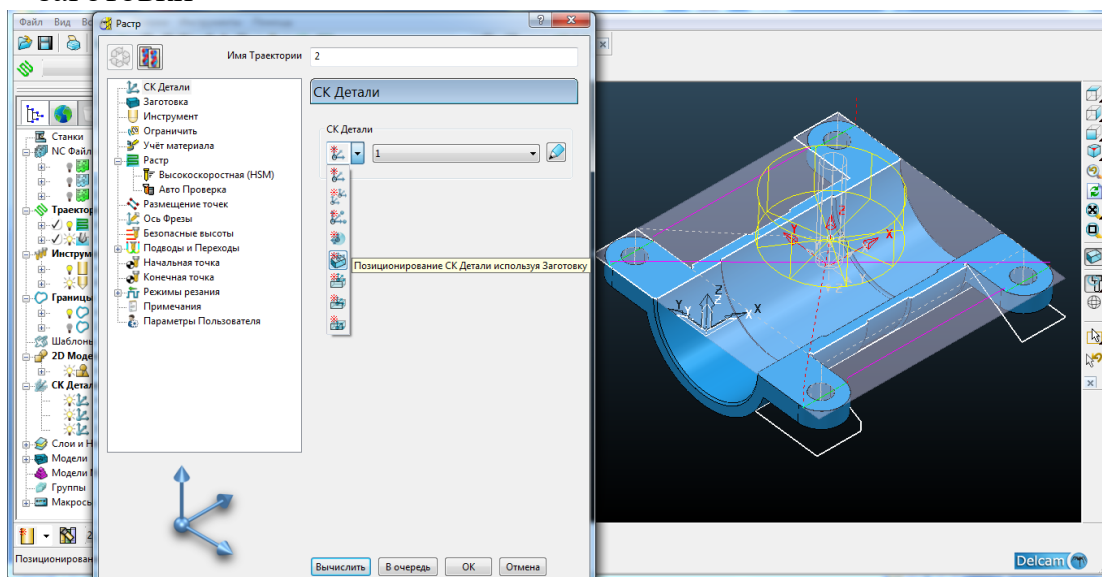 Файл Вид
Растр
Имя Траектории 2
СК Детали
Заготовка
Инструмент
Ограничить
Учёт материала
Растр
Высокоскоростная (HSM)
Авто Проверка
Размещение точек
Ось Фрезы
Безопасные высоты
Подводы и Переходы
Начальная точка
Конечная точка
Режимы резания
Примечания
Параметры Пользователя
СК Детали
СК Детали
1
Позиционирование СК Детали используя Заготовку
Вычислить В очередь ОК Отмена
Станки
NC Файл
Траектор
Инструм
Границы
Шаблоны
2D Моде
СК Детал
Слои и Н
Модели
Модели
Группы
Макросы
2
Позиционирован
Z
Y
X
Z
Z
Y
Y
X
X
Delcam